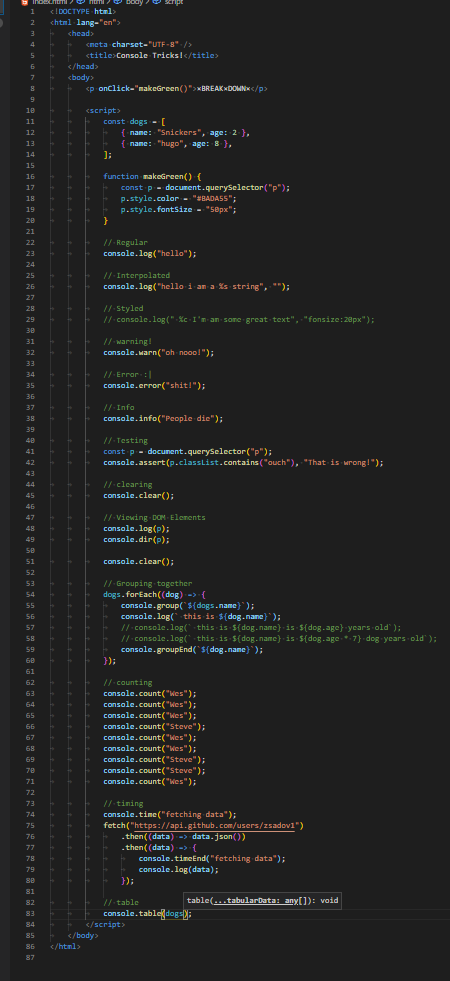 index.html > html > body > script
1 <!DOCTYPE html>
2 <html lang="en">
3 <head>
4 <meta charset="UTF-8" />
5 <title>Console Tricks!</title>
6 </head>
7 <body>
8 <p onClick="makeGreen()">×BREAK×DOWN×</p>
9
10 <script>
11 const dogs = [
12 { name: "Snickers", age: 2 },
13 { name: "hugo", age: 8 },
14 ];
15
16 function makeGreen() {
17 const p = document.querySelector("p");
18 p.style.color = "#BADA55";
19 p.style.fontSize = "50px";
20 }
21
22 // Regular
23 console.log("hello");
24
25 // Interpolated
26 console.log("hello i am a %s string", "");
27
28 // Styled
29 // console.log(" %c I'm am some great text", "fonsize:20px");
30
31 // warning!
32 console.warn("oh nooo!");
33
34 // Error :|
35 console.error("shit!");
36
37 // Info
38 console.info("People die");
39
40 // Testing
41 const p = document.querySelector("p");
42 console.assert(p.classList.contains("ouch"), "That is wrong!");
43
44 // clearing
45 console.clear();
46
47 // Viewing DOM Elements
48 console.log(p);
49 console.dir(p);
50
51 console.clear();
52
53 // Grouping together
54 dogs.forEach((dog) => {
55 console.group(`${dogs.name}`);
56 console.log(` this is ${dog.name}`);
57 // console.log(` this is ${dog.name} is ${dog.age} years old`);
58 // console.log(` this is ${dog.name} is ${dog.age * 7} dog years old`);
59 console.groupEnd(`${dog.name}`);
60 });
61
62 // counting
63 console.count("Wes");
64 console.count("Wes");
65 console.count("Wes");
66 console.count("Steve");
67 console.count("Wes");
68 console.count("Wes");
69 console.count("Steve");
70 console.count("Steve");
71 console.count("Wes");
72
73 // timing
74 console.time("fetching data");
75 fetch("https://api.github.com/users/zsadov1")
76 .then((data) => data.json())
77 .then((data) => {
78 console.timeEnd("fetching data");
79 console.log(data);
80 });
81
82 // table
table(...tabularData: any[]): void
83 console.table(dogs);
84 </script>
85 </body>
86 </html>
87